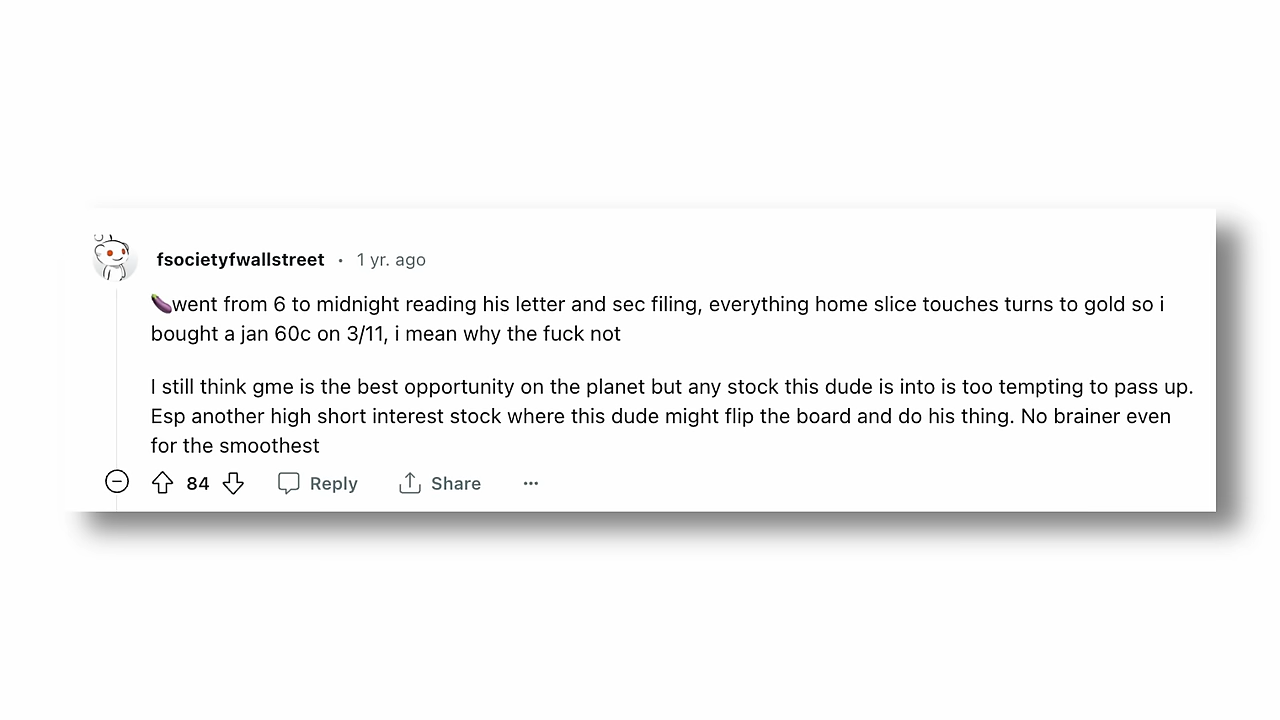 fsocietyfwallstreet · 1 yr. ago
🍆went from 6 to midnight reading his letter and sec filing, everything home slice touches turns to gold so i
bought a jan 60c on 3/11, i mean why the fuck not
I still think gme is the best opportunity on the planet but any stock this dude is into is too tempting to pass up.
Esp another high short interest stock where this dude might flip the board and do his thing. No brainer even
for the smoothest
84 Reply Share ...